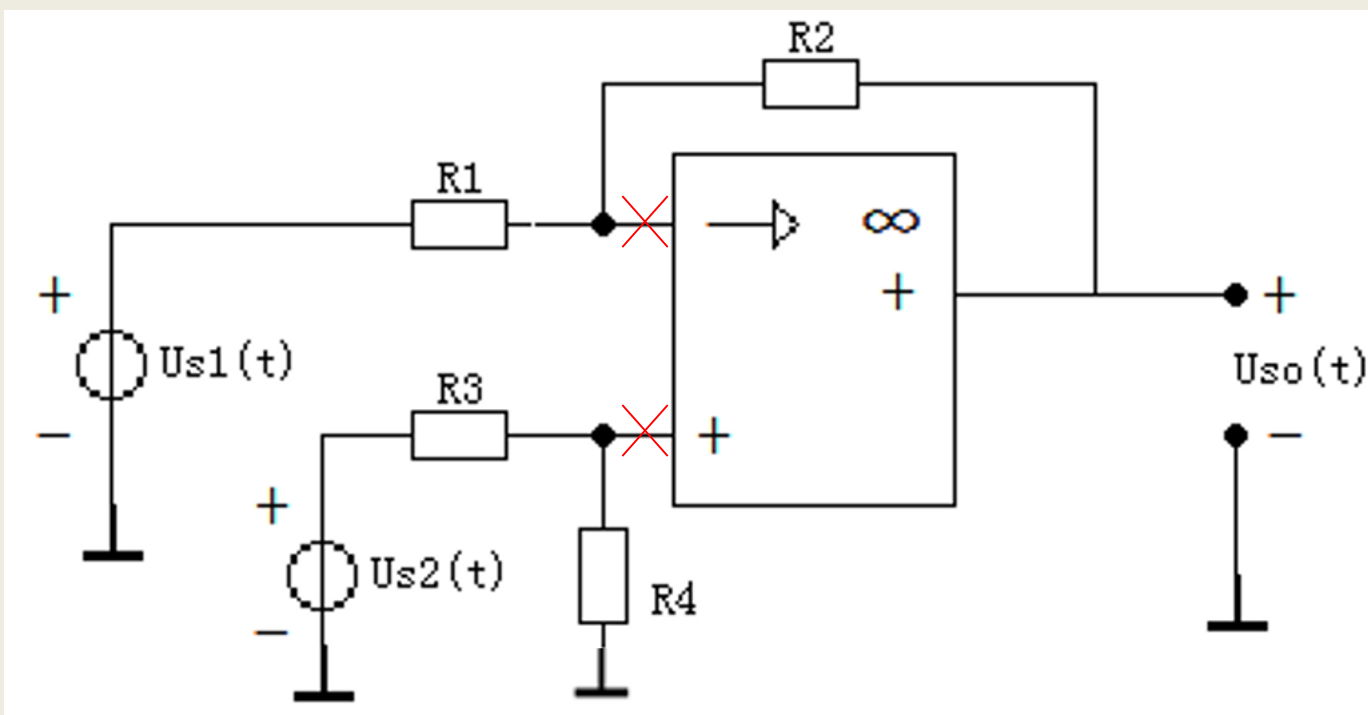 R2
R1
- ∞
+
+ +
Us1(t)
Uso(t)
R3
- + -
+
Us2(t)
R4
-